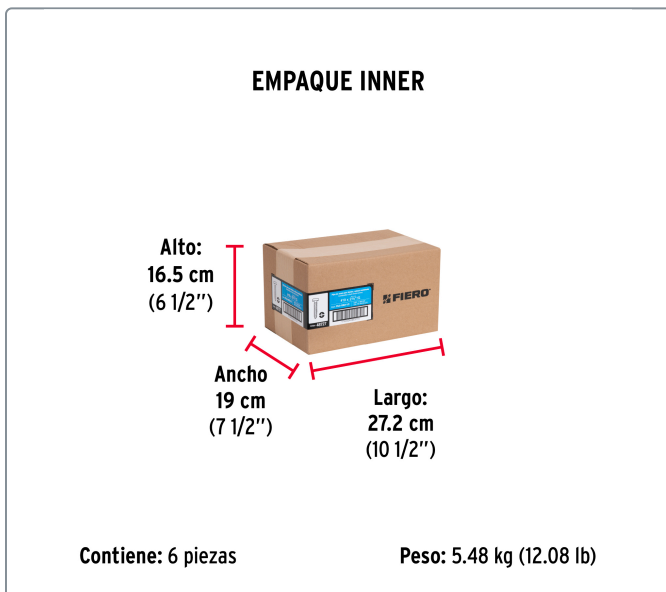 EMPAQUE INNER
Alto:
16.5 cm
(6 1/2")
FIERO
Ancho
19 cm
(7 1/2")
Largo:
27.2 cm
(10 1/2")
Contiene: 6 piezas
Peso: 5.48 kg (12.08 lb)